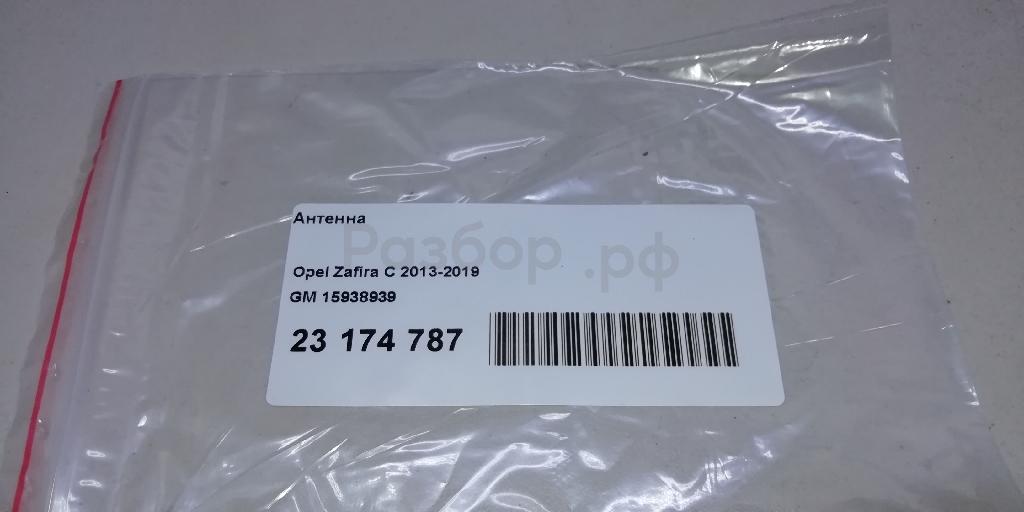 Антенна
Разбор.рф
Opel Zafira C 2013-2019
GM 15938939
23 174 787